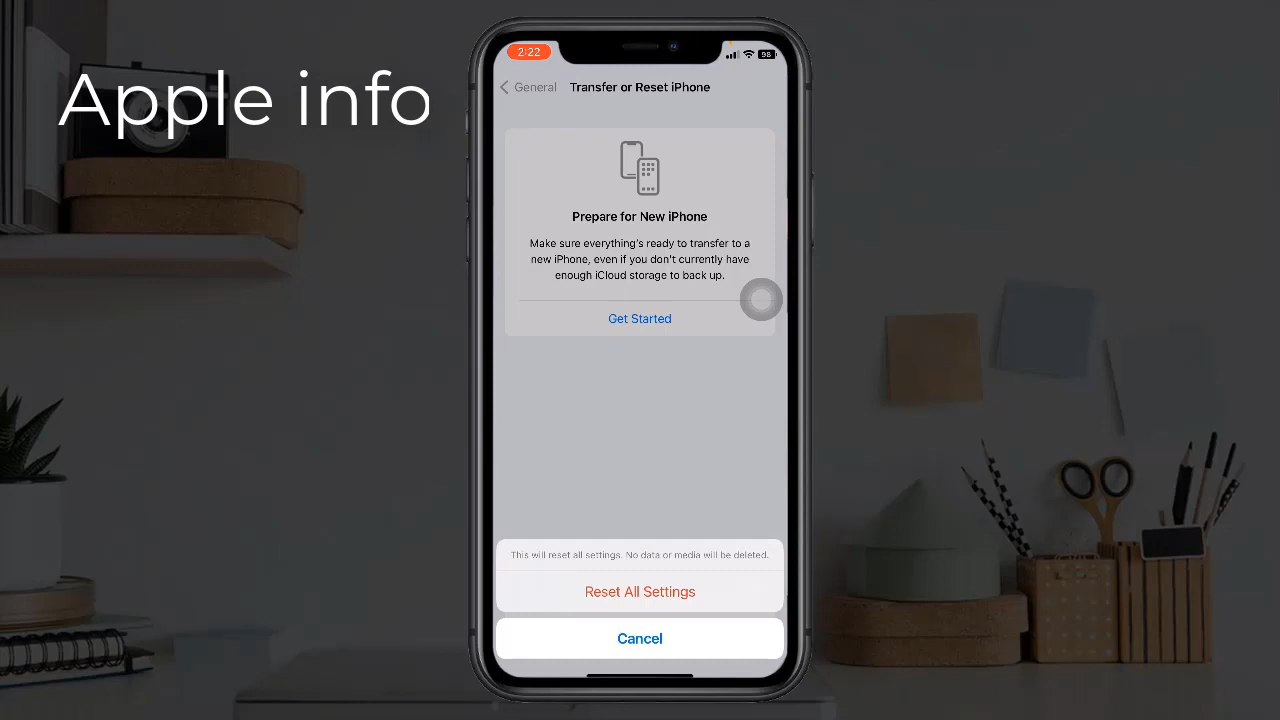 Apple info
2:22
98
General
Transfer or Reset iPhone
Prepare for New iPhone
Make sure everything's ready to transfer to a
new iPhone, even if you don't currently have
enough iCloud storage to back up.
Get Started
This will reset all settings. No data or media will be deleted.
Reset All Settings
Cancel